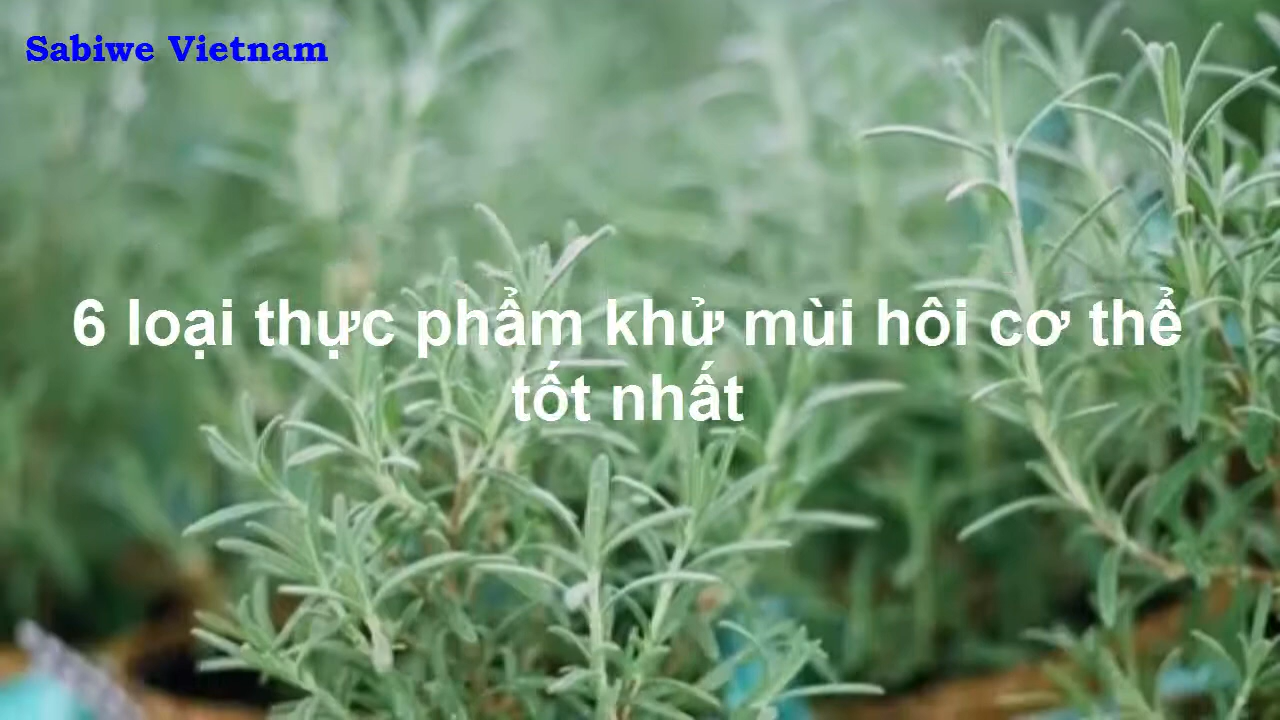 Sabiwe Vietnam
6 loại thực phẩm khử mùi hôi cơ thể
tốt nhất